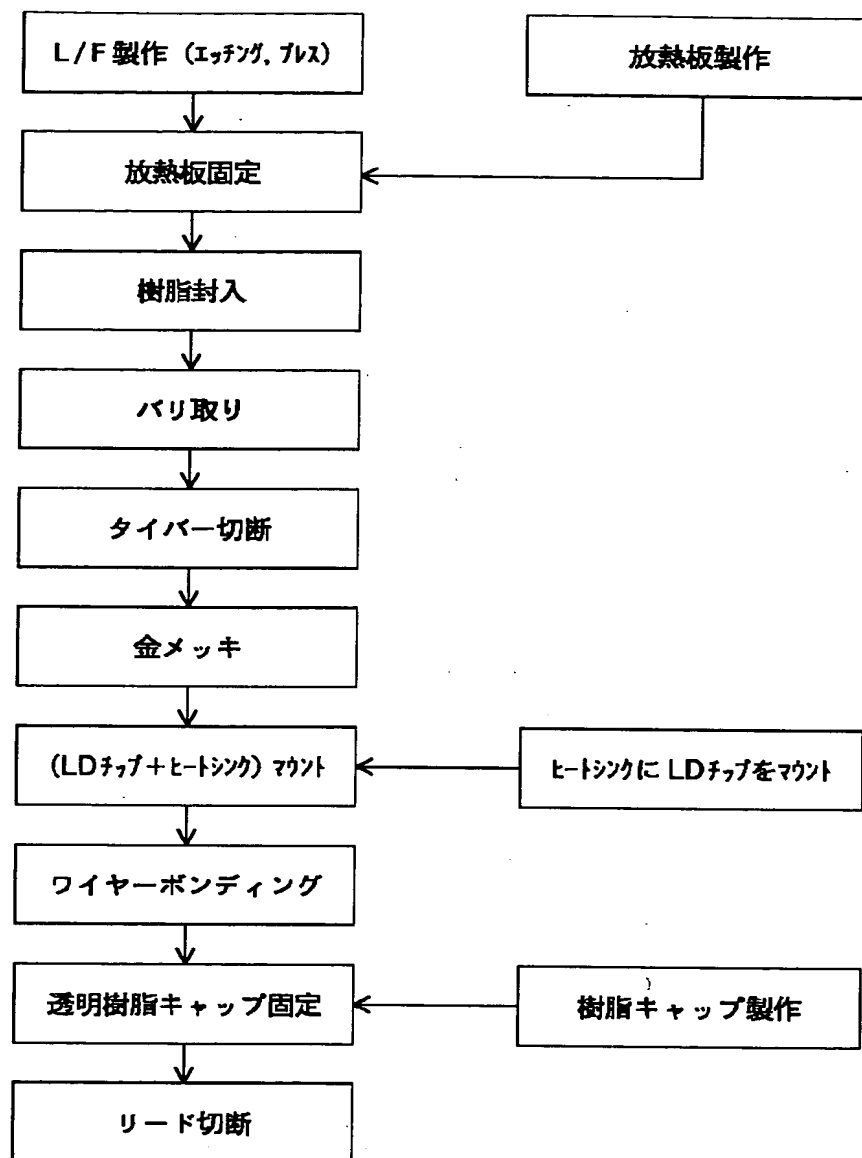 L/F製作 (エッチング, プレス)
放熱板製作
放熱板固定
樹脂封入
バリ取り
タイバー切断
金メッキ
(LDチップ+ヒートシンク) マウント
ヒートシンクにLDチップをマウント
ワイヤーボンディング
透明樹脂キャップ固定
樹脂キャップ製作
リード切断